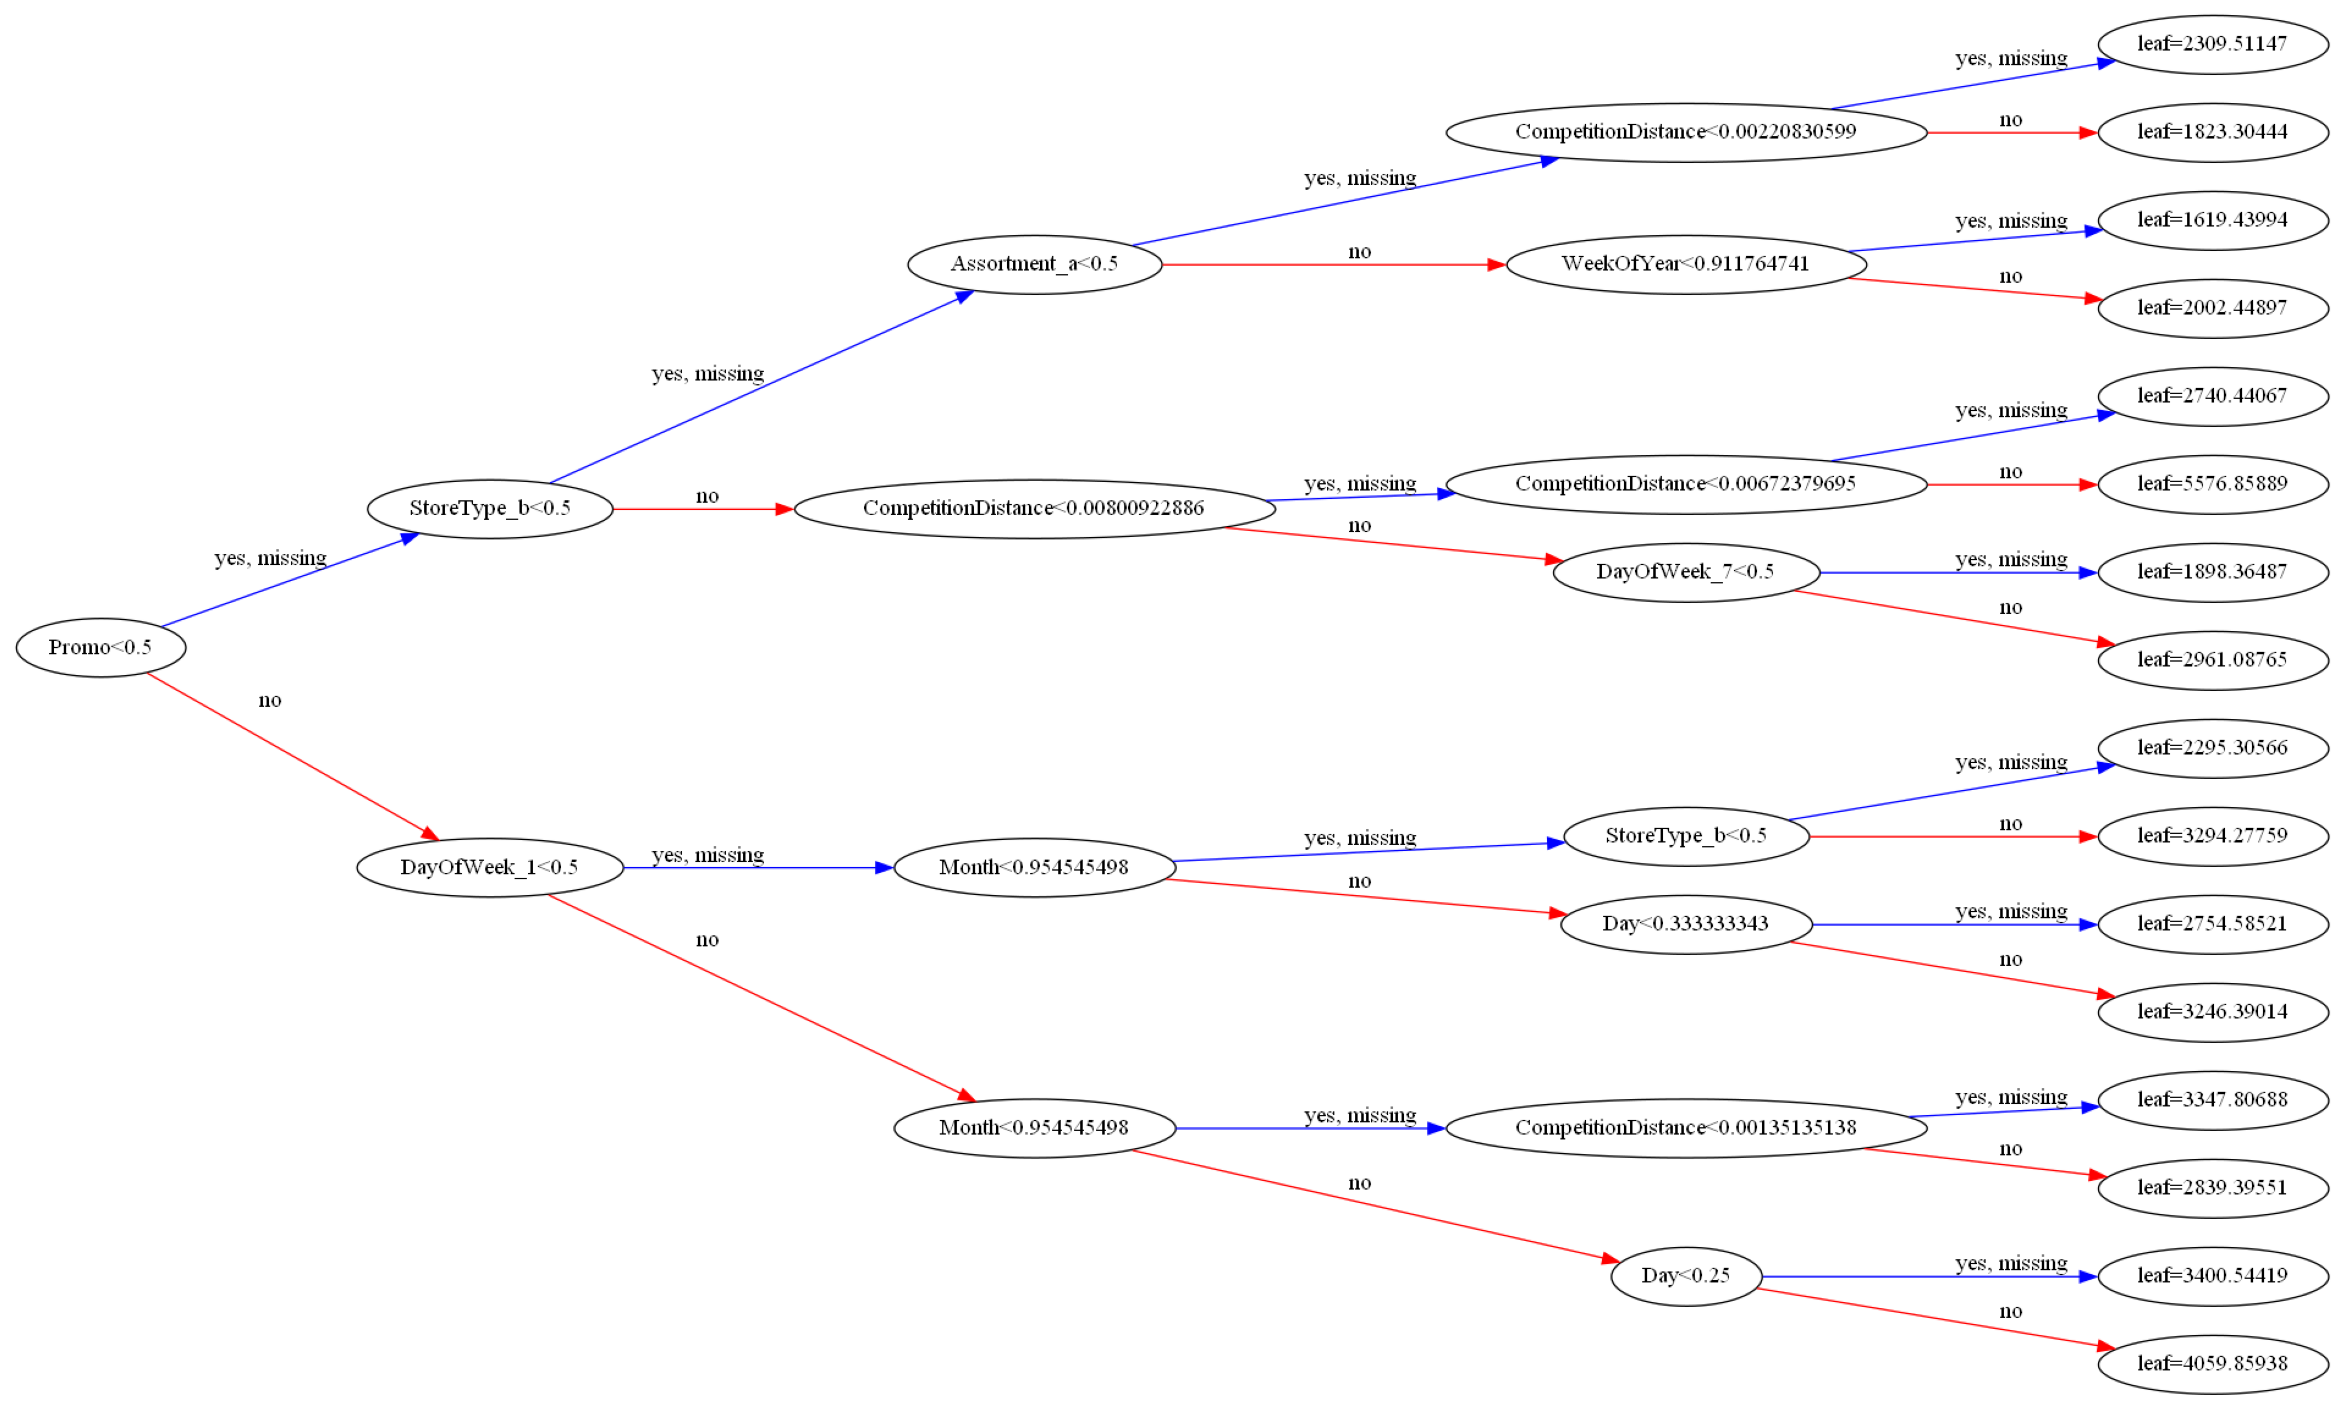 Promo<0.5
yes, missing
no
StoreType_b<0.5
yes, missing
no
DayOfWeek_1<0.5
yes, missing
no
Assortment_a<0.5
yes, missing
no
CompetitionDistance<0.00800922886
yes, missing
no
Month<0.954545498
yes, missing
no
Month<0.954545498
yes, missing
no
CompetitionDistance<0.00220830599
yes, missing
no
WeekOfYear<0.911764741
yes, missing
no
CompetitionDistance<0.00672379695
yes, missing
no
DayOfWeek_7<0.5
yes, missing
no
StoreType_b<0.5
yes, missing
no
Day<0.333333343
yes, missing
no
CompetitionDistance<0.00135135138
yes, missing
no
Day<0.25
yes, missing
no
leaf=2309.51147
leaf=1823.30444
leaf=1619.43994
leaf=2002.44897
leaf=2740.44067
leaf=5576.85889
leaf=1898.36487
leaf=2961.08765
leaf=2295.30566
leaf=3294.27759
leaf=2754.58521
leaf=3246.39014
leaf=3347.80688
leaf=2839.39551
leaf=3400.54419
leaf=4059.85938